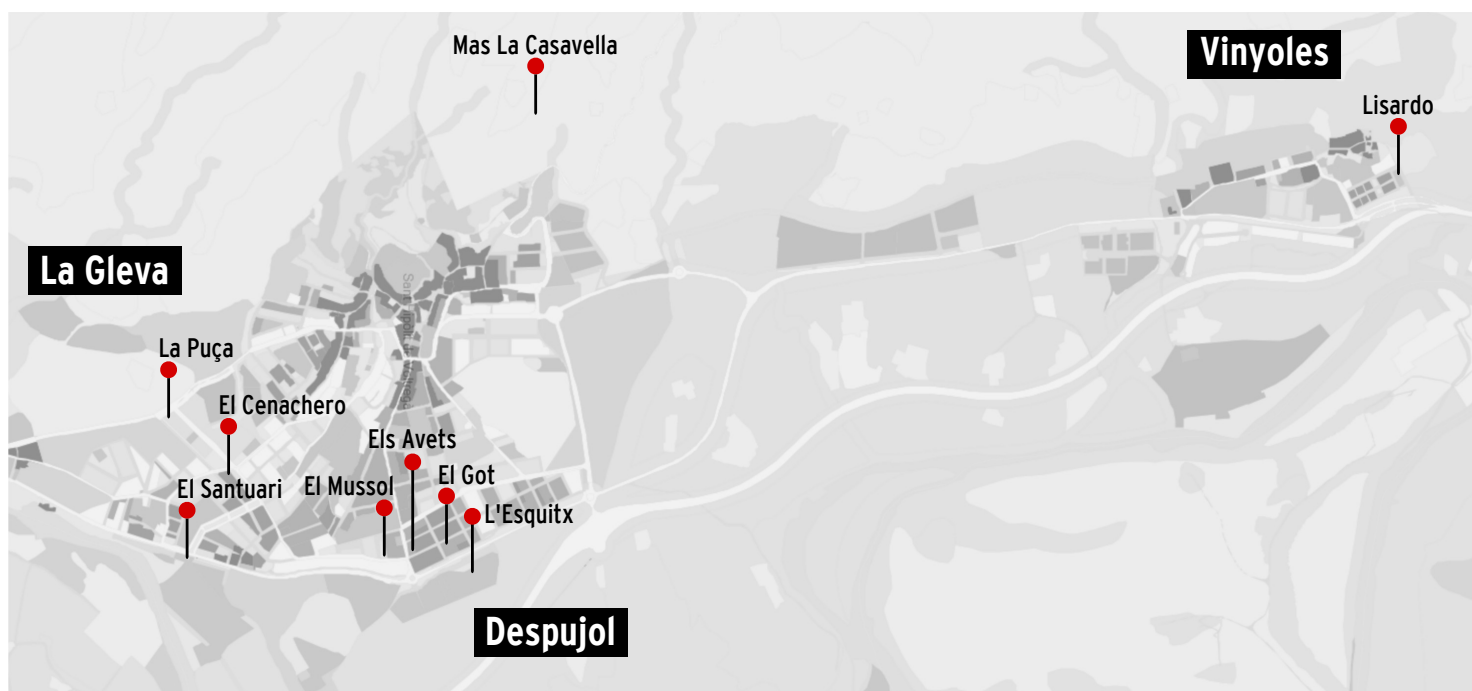 Mas La Casavella
Vinyoles
Lisardo
La Gleva
La Puça
El Cenachero
Els Avets
El Got
El Santuari
El Mussol
L'Esquitx
Despujol